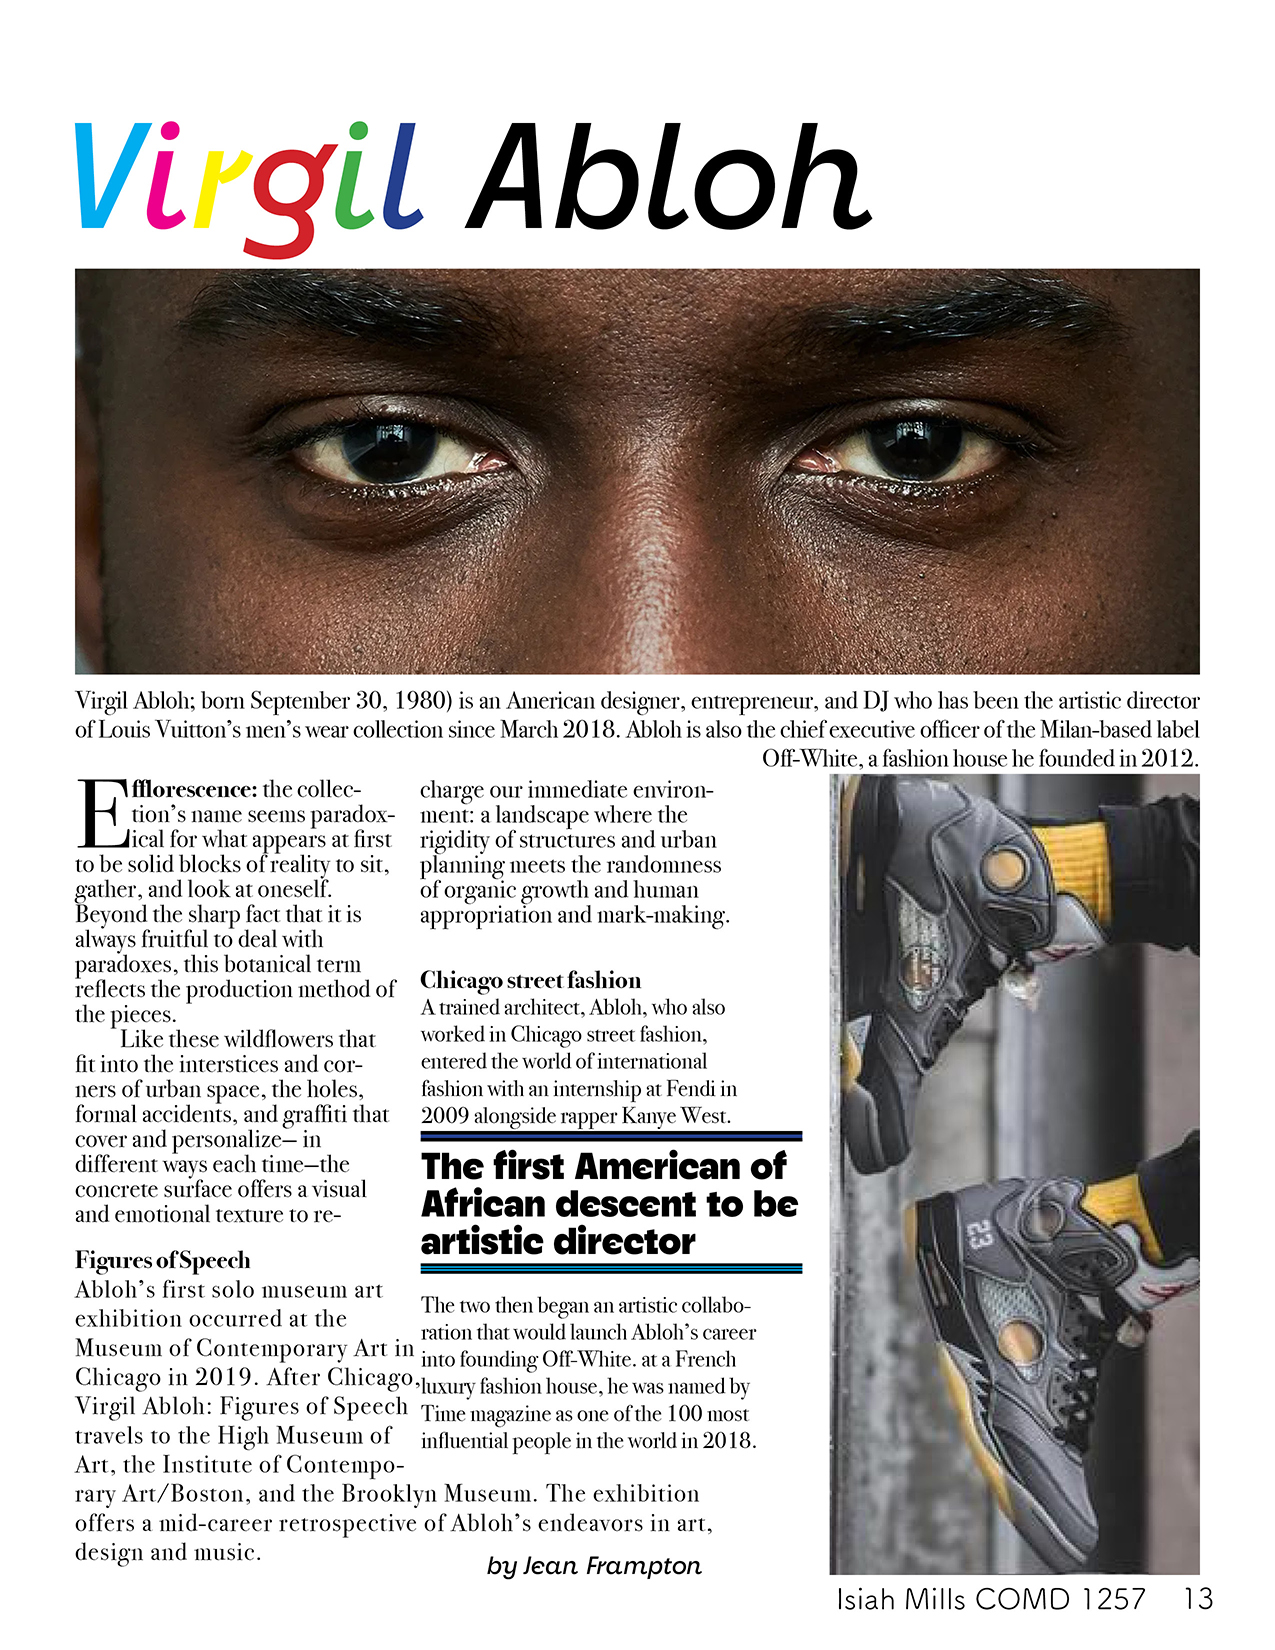 Virgil Abloh
Virgil Abloh; born September 30, 1980) is an American designer, entrepreneur, and DJ who has been the artistic director
of Louis Vuitton’s men’s wear collection since March 2018. Abloh is also the chief executive officer of the Milan-based label
Off-White, a fashion house he founded in 2012.
Efflorescence: the collec-
tion’s name seems paradox-
ical for what appears at first
to be solid blocks of reality to sit,
gather, and look at oneself.
Beyond the sharp fact that it is
always fruitful to deal with
paradoxes, this botanical term
reflects the production method of
the pieces.
Like these wildflowers that
fit into the interstices and cor-
ners of urban space, the holes,
formal accidents, and graffiti that
cover and personalize— in
different ways each time—the
concrete surface offers a visual
and emotional texture to re-
charge our immediate environ-
ment: a landscape where the
rigidity of structures and urban
planning meets the randomness
of organic growth and human
appropriation and mark-making.
Chicago street fashion
A trained architect, Abloh, who also
worked in Chicago street fashion,
entered the world of international
fashion with an internship at Fendi in
2009 alongside rapper Kanye West.
The first American of
African descent to be
artistic director
The two then began an artistic collabo-
ration that would launch Abloh’s career
into founding Off-White. at a French
luxury fashion house, he was named by
Time magazine as one of the 100 most
influential people in the world in 2018.
Figures of Speech
Abloh’s first solo museum art
exhibition occurred at the
Museum of Contemporary Art in
Chicago in 2019. After Chicago,
Virgil Abloh: Figures of Speech
travels to the High Museum of
Art, the Institute of Contempo-
rary Art/Boston, and the Brooklyn Museum. The exhibition
offers a mid-career retrospective of Abloh’s endeavors in art,
design and music.
by Jean Frampton
23
Isiah Mills COMD 1257 13